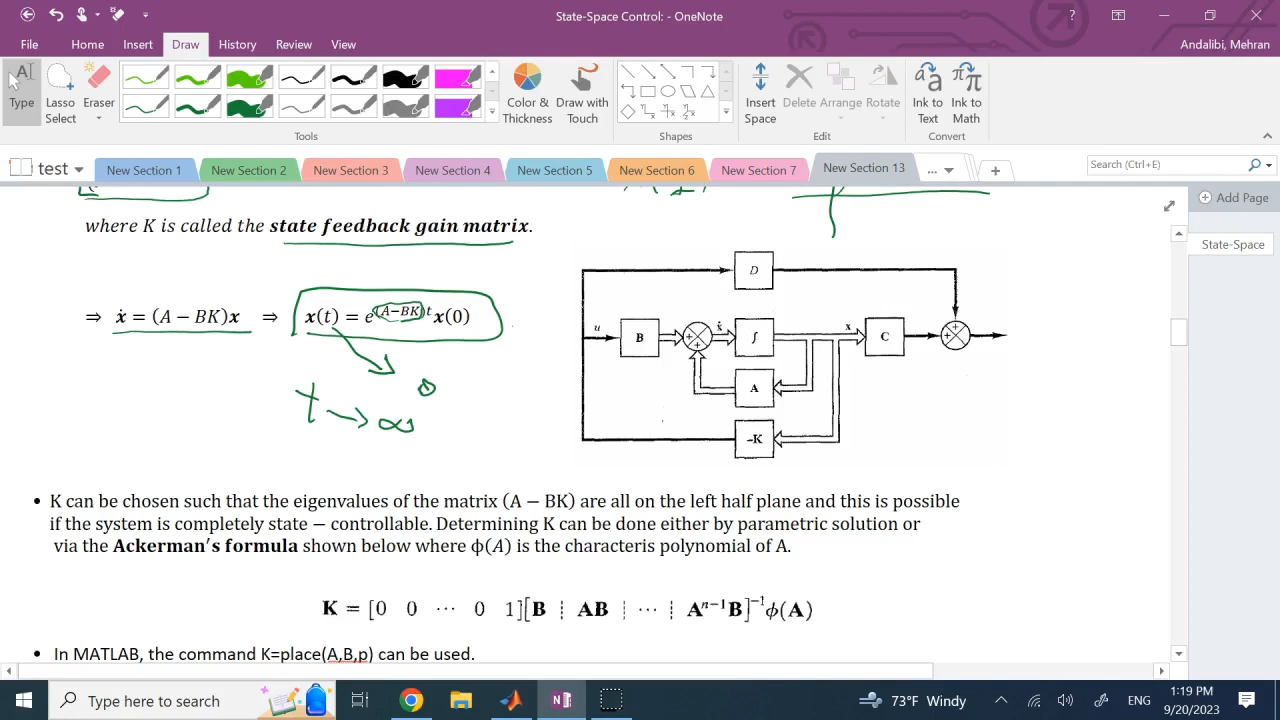 State-Space Control: - OneNote
Andalibi, Mehran
File Home Insert Draw History Review View
Type
Lasso Select
Eraser
Color & Thickness
Draw with Touch
Insert Space
Delete
Arrange
Rotate
Ink to Text
Ink to Math
Tools Shapes Edit Convert
test New Section 1 New Section 2 New Section 3 New Section 4 New Section 5 New Section 6 New Section 7 New Section 13 ...
Search (Ctrl+E)
Add Page
State-Space
where K is called the state feedback gain matrix.
⇒ ẋ = (A − BK)x ⇒ x(t) = e^(A−BK)t x(0)
t → ∞ 0
D
u B ++ ẋ ∫ x C ++
A
-K
• K can be chosen such that the eigenvalues of the matrix (A − BK) are all on the left half plane and this is possible
if the system is completely state − controllable. Determining K can be done either by parametric solution or
via the Ackerman's formula shown below where ϕ(A) is the characteris polynomial of A.
K = [0 0 ⋯ 0 1][B ⋮ AB ⋮ ⋯ ⋮ Aⁿ⁻¹B]⁻¹ϕ(A)
• In MATLAB, the command K=place(A,B,p) can be used.
Type here to search
73°F Windy
ENG
1:19 PM
9/20/2023